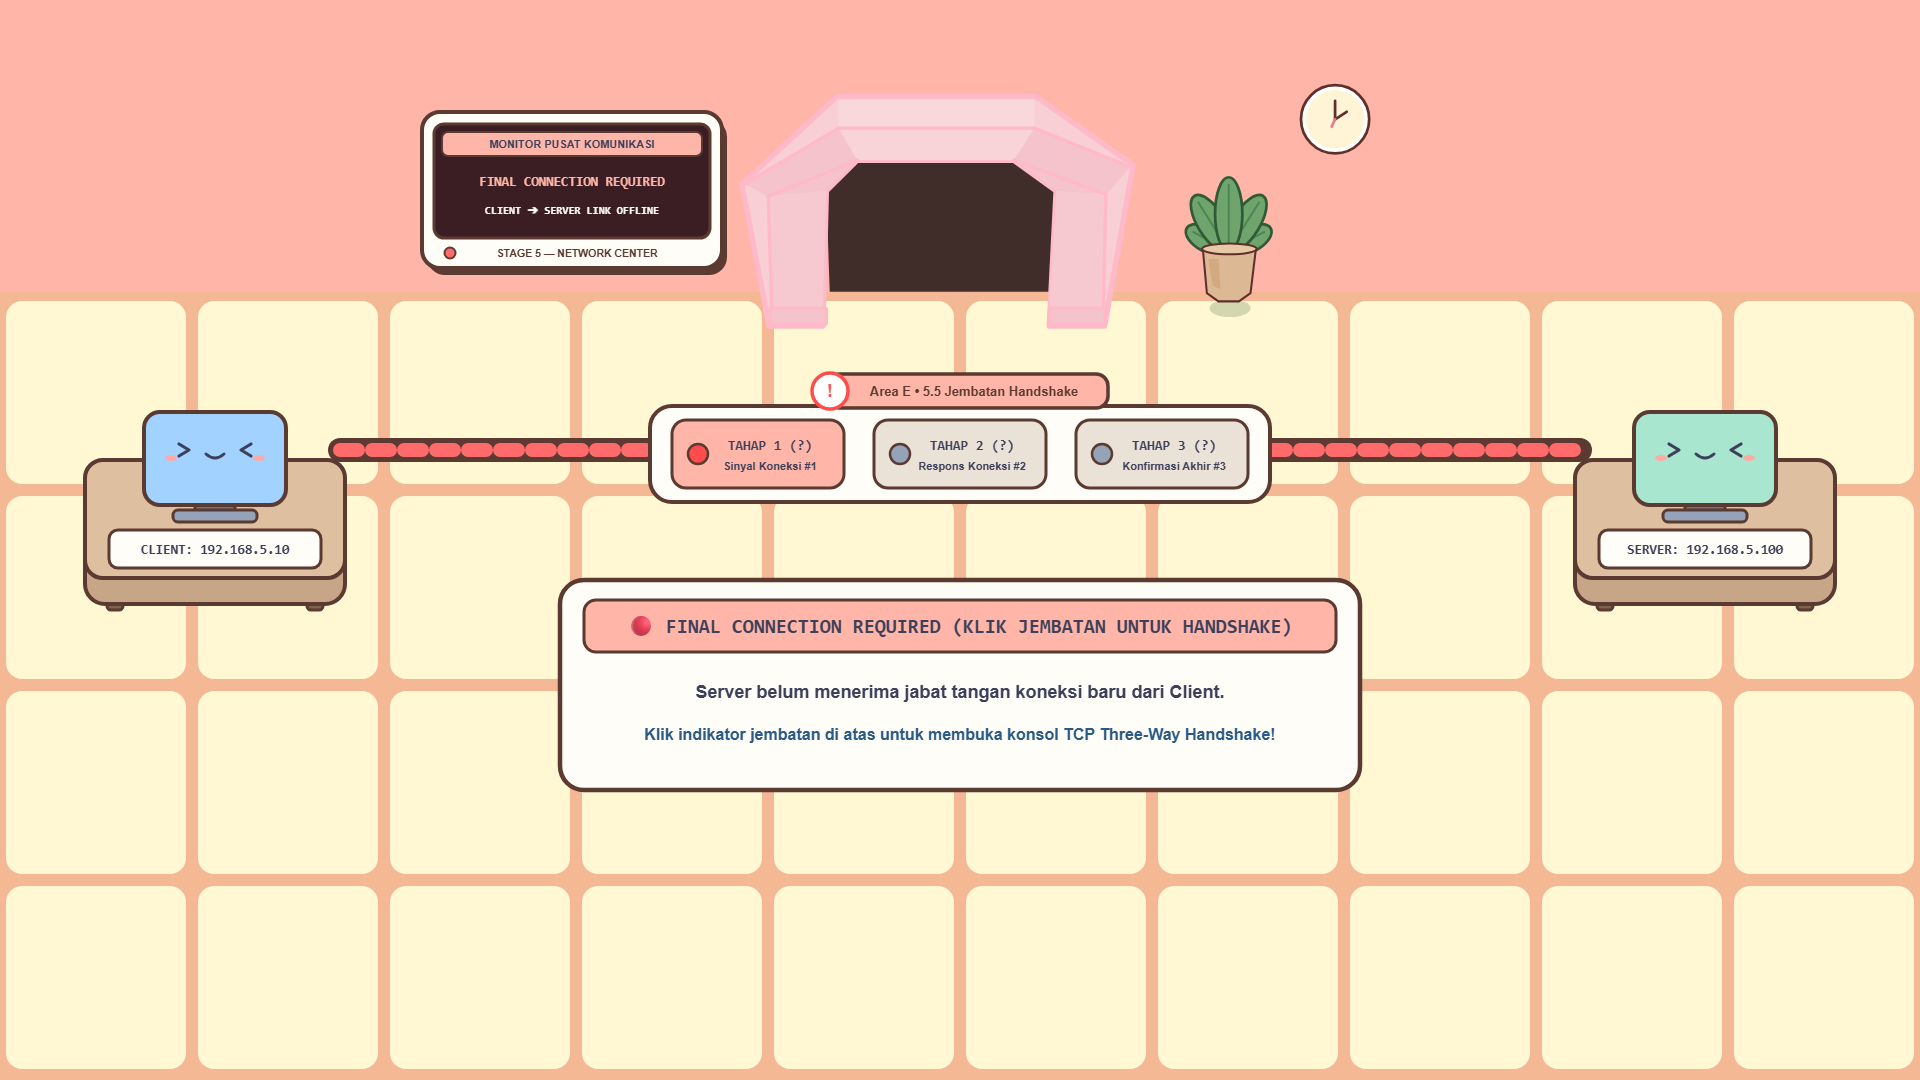 MONITOR PUSAT KOMUNIKASI
FINAL CONNECTION REQUIRED
CLIENT ➔ SERVER LINK OFFLINE
STAGE 5 — NETWORK CENTER
! Area E • 5.5 Jembatan Handshake
TAHAP 1 (?)
Sinyal Koneksi #1
TAHAP 2 (?)
Respons Koneksi #2
TAHAP 3 (?)
Konfirmasi Akhir #3
CLIENT: 192.168.5.10
SERVER: 192.168.5.100
FINAL CONNECTION REQUIRED (KLIK JEMBATAN UNTUK HANDSHAKE)
Server belum menerima jabat tangan koneksi baru dari Client.
Klik indikator jembatan di atas untuk membuka konsol TCP Three-Way Handshake!